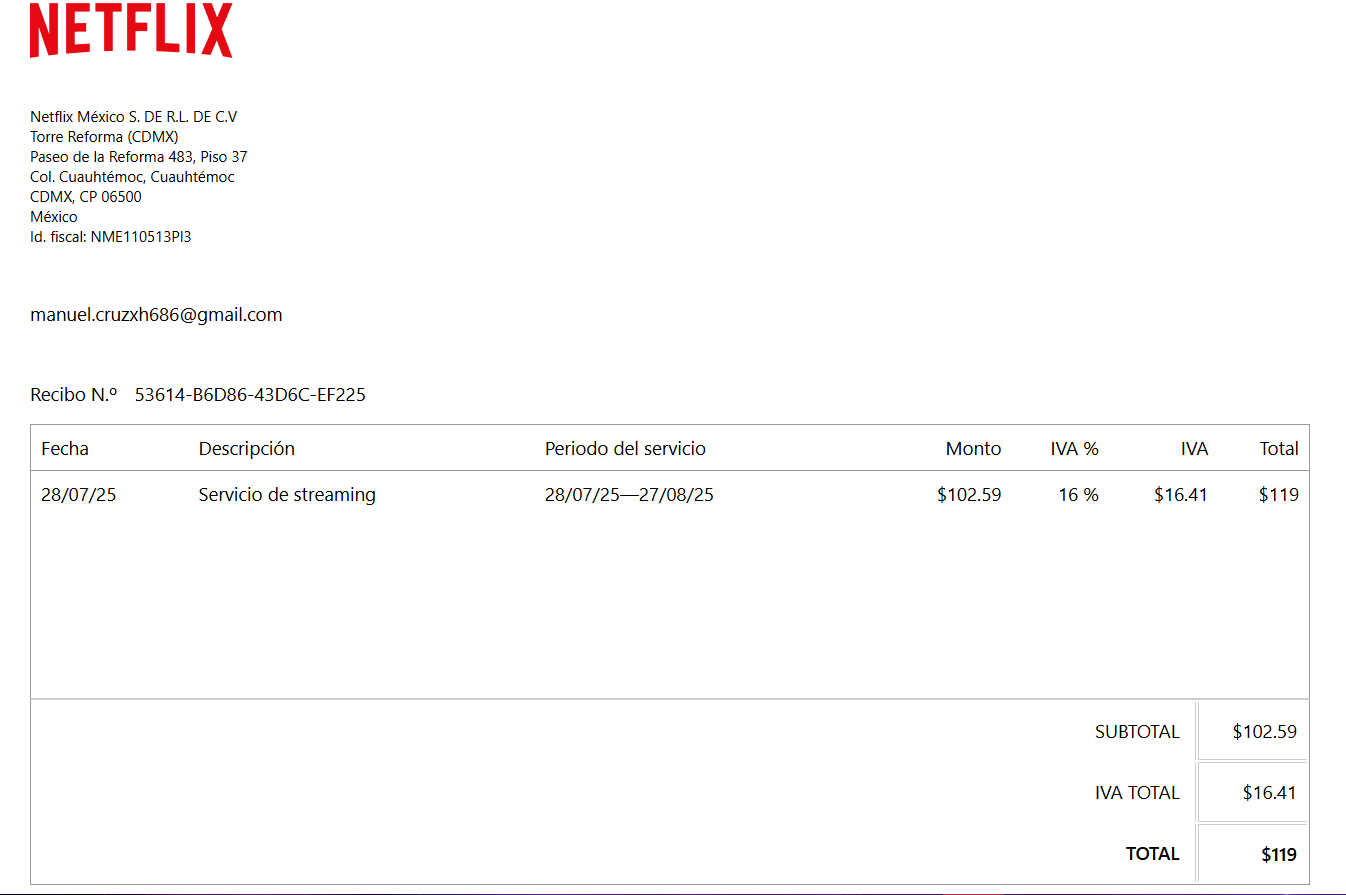 NETFLIX
Netflix México S. DE R.L. DE C.V
Torre Reforma (CDMX)
Paseo de la Reforma 483, Piso 37
Col. Cuauhtémoc, Cuauhtémoc
CDMX, CP 06500
México
Id. fiscal: NME110513PI3
manuel.cruzxh686@gmail.com
Recibo N.º 53614-B6D86-43D6C-EF225
Fecha Descripción Periodo del servicio Monto IVA % IVA Total
28/07/25 Servicio de streaming 28/07/25—27/08/25 $102.59 16 % $16.41 $119
SUBTOTAL $102.59
IVA TOTAL $16.41
TOTAL $119